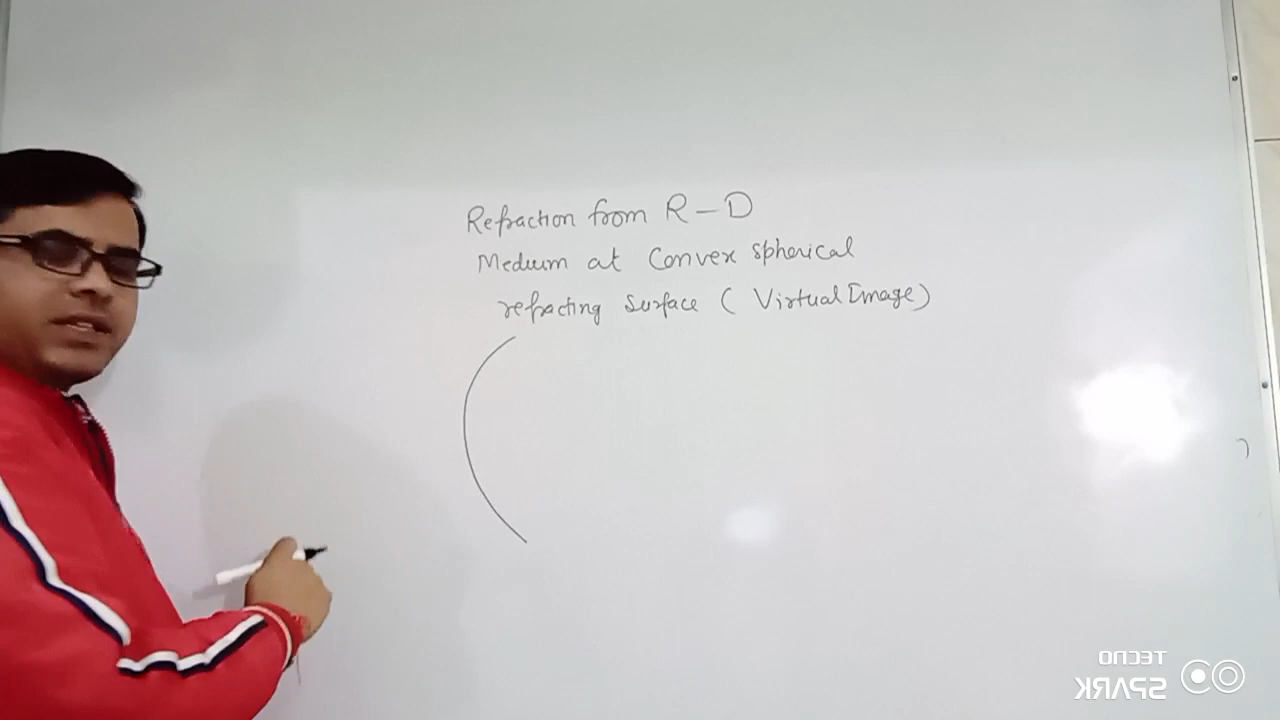 Refraction from R-D
Medium at Convex Spherical
refracting Surface ( Virtual Image)
TECNO
SPARK